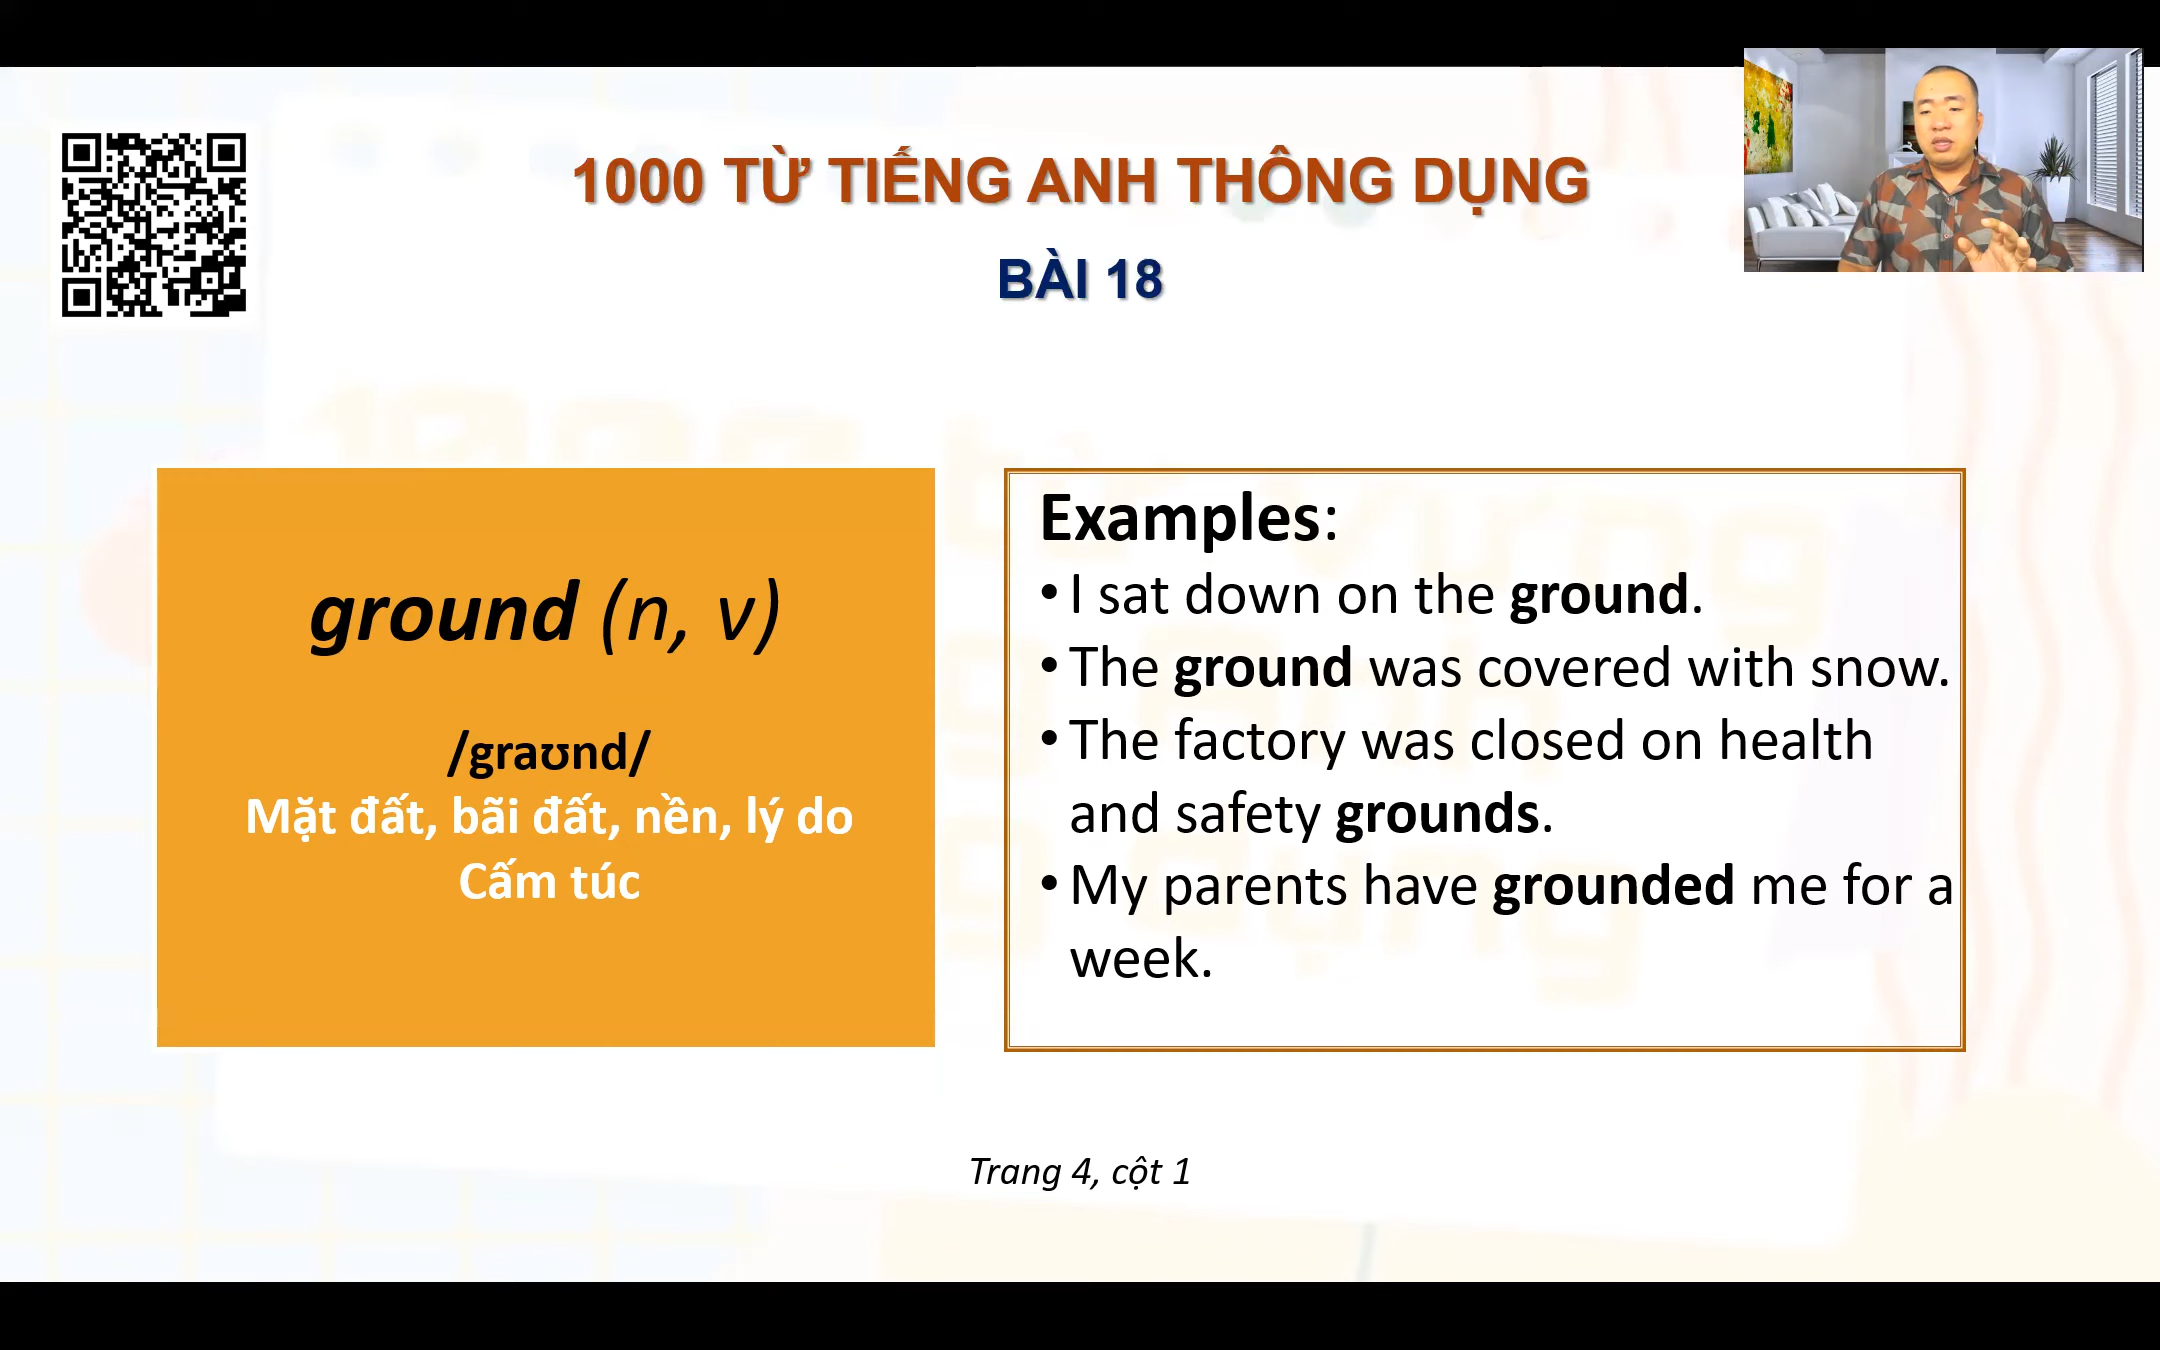 1000 TỪ TIẾNG ANH THÔNG DỤNG
BÀI 18
ground (n, v)
/graʊnd/
Mặt đất, bãi đất, nền, lý do
Cấm túc
Examples:
• I sat down on the ground.
• The ground was covered with snow.
• The factory was closed on health
and safety grounds.
• My parents have grounded me for a
week.
Trang 4, cột 1